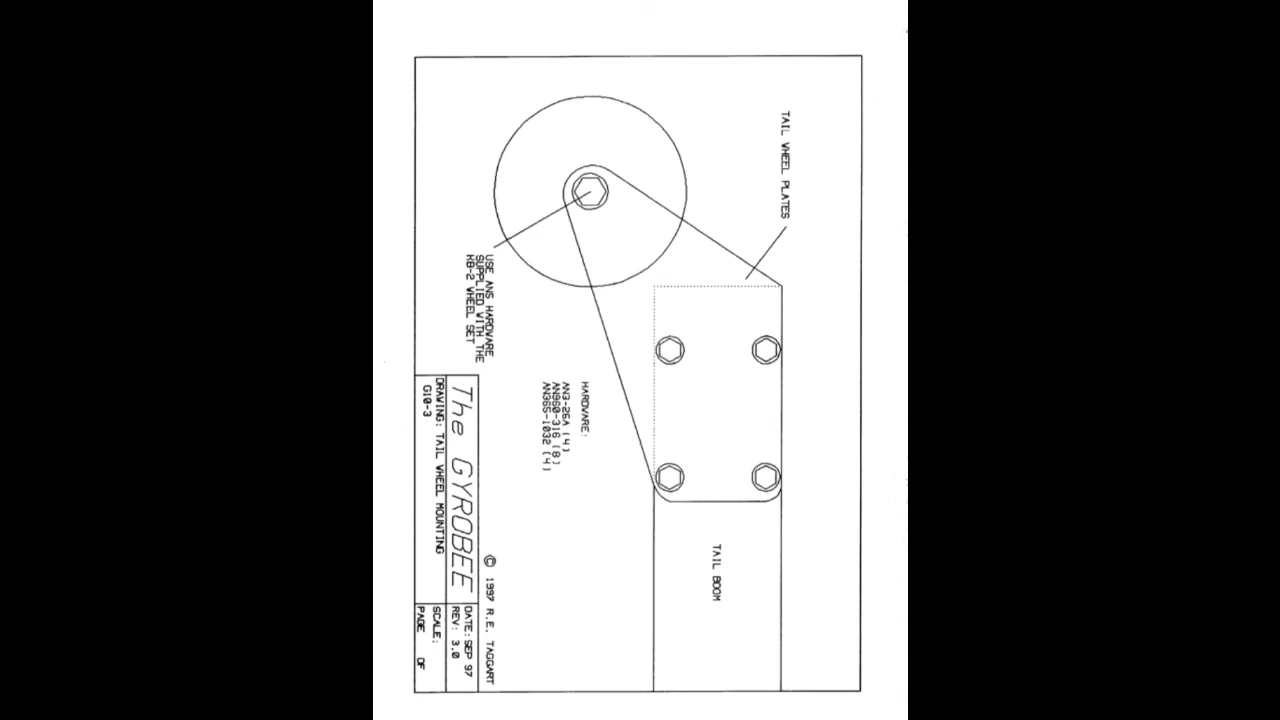 TAIL WHEEL PLATES
TAIL BOOM
HARDWARE:
AN3-26A (4)
AN960-316 (8)
AN365-1032 (4)
USE ANS HARDWARE
SUPPLIED WITH THE
HB-2 WHEEL SET
© 1997 R.E. TAGGART
The GYROBEE
DATE: SEP 97
REV: 3.0
DRAWING: TAIL WHEEL MOUNTING
G10-3
SCALE:
PAGE OF